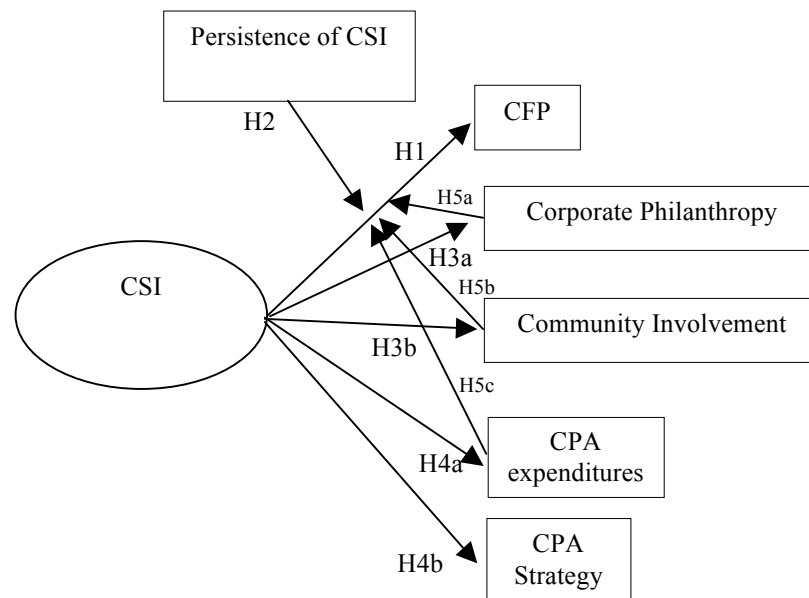 Persistence of CSI
H2
CFP
H1
H5a
Corporate Philanthropy
H3a
CSI
H5b
Community Involvement
H3b
H5c
CPA
expenditures
H4a
CPA
Strategy
H4b